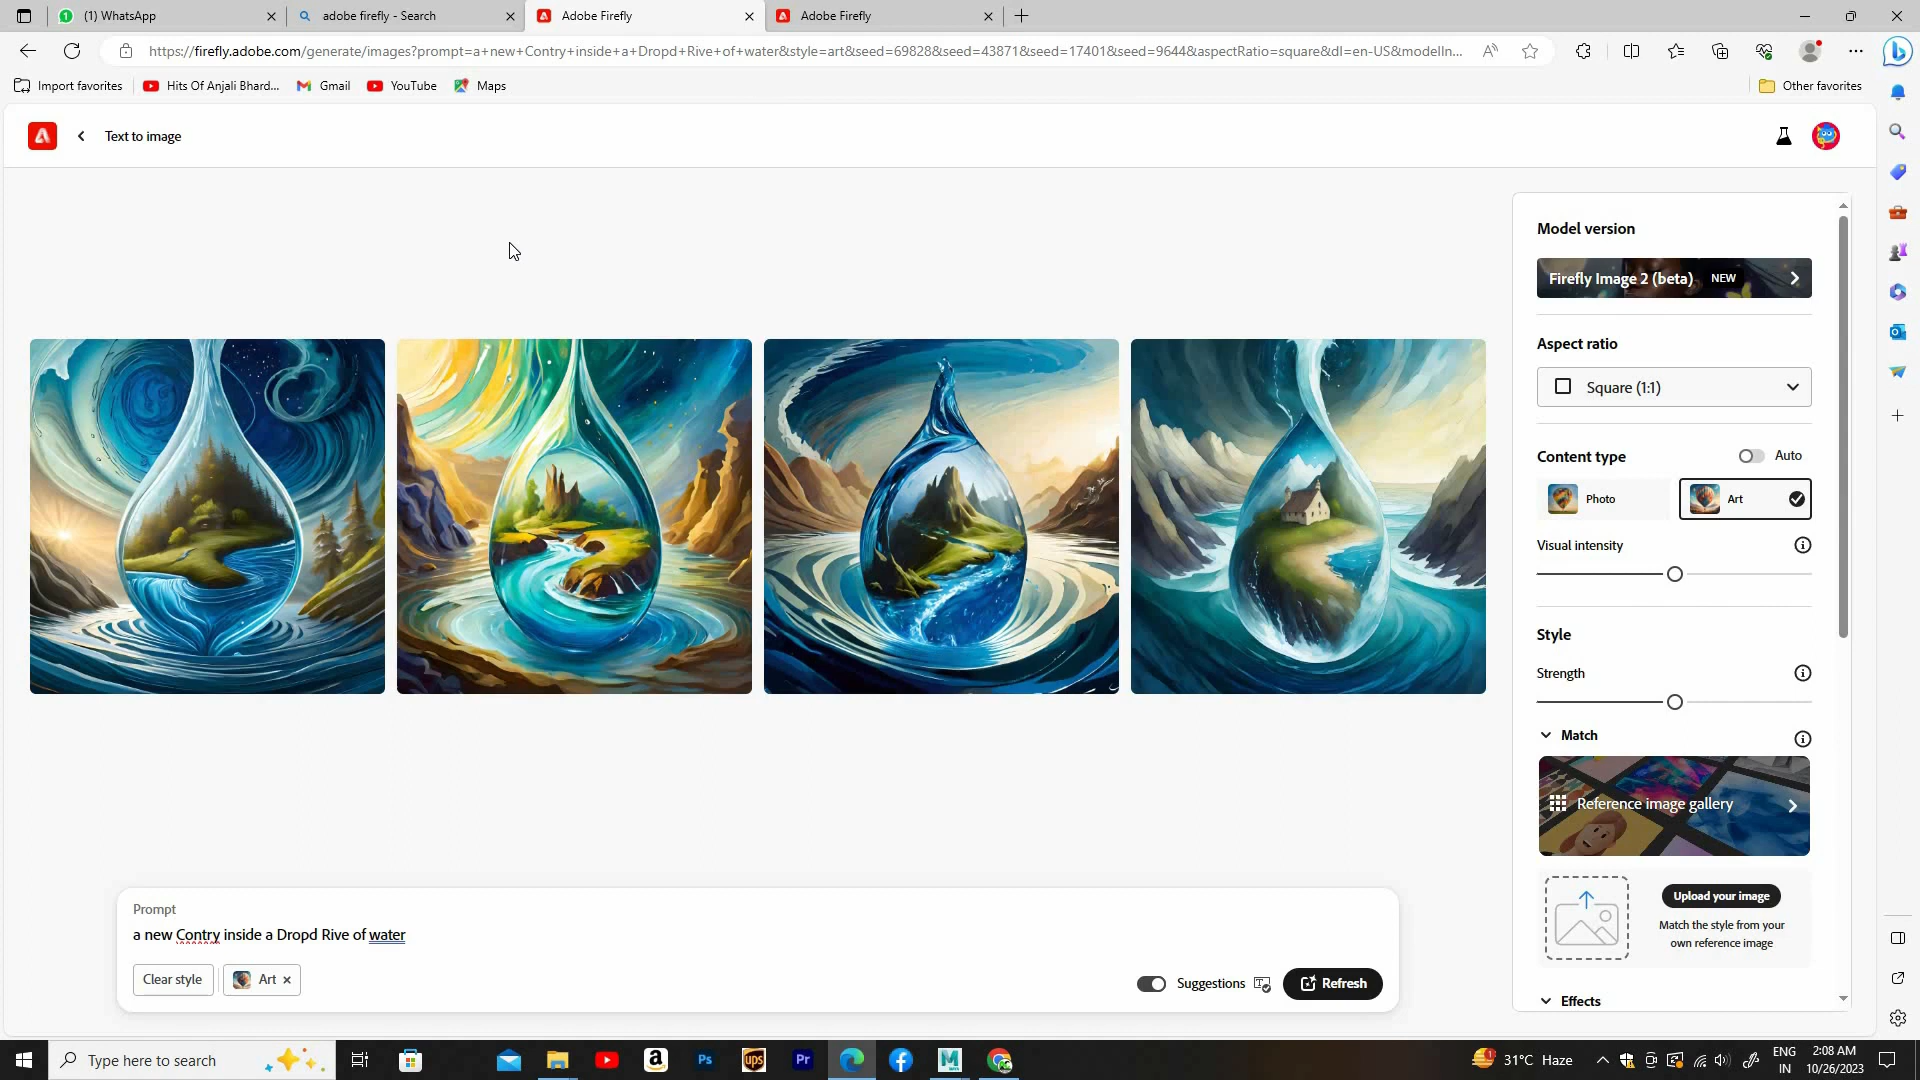 (1) WhatsApp
adobe firefly - Search
Adobe Firefly
Adobe Firefly
https://firefly.adobe.com/generate/images?prompt=a+new+Contry+inside+a+Dropd+Rive+of+water&style=art&seed=69828&seed=43871&seed=17401&seed=9644&aspectRatio=square&dl=en-US&modelIn...
Import favorites
Hits Of Anjali Bhard...
Gmail
YouTube
Maps
Other favorites
Text to image
Model version
Firefly Image 2 (beta) NEW
Aspect ratio
Square (1:1)
Content type
Auto
Photo
Art
Visual intensity
Style
Strength
Match
Reference image gallery
Upload your image
Match the style from your
own reference image
Effects
Prompt
a new Contry inside a Dropd Rive of water
Clear style
Art
Suggestions
Refresh
Type here to search
Ps
ups
Pr
M
31°C Haze
ENG
IN
2:08 AM
10/26/2023